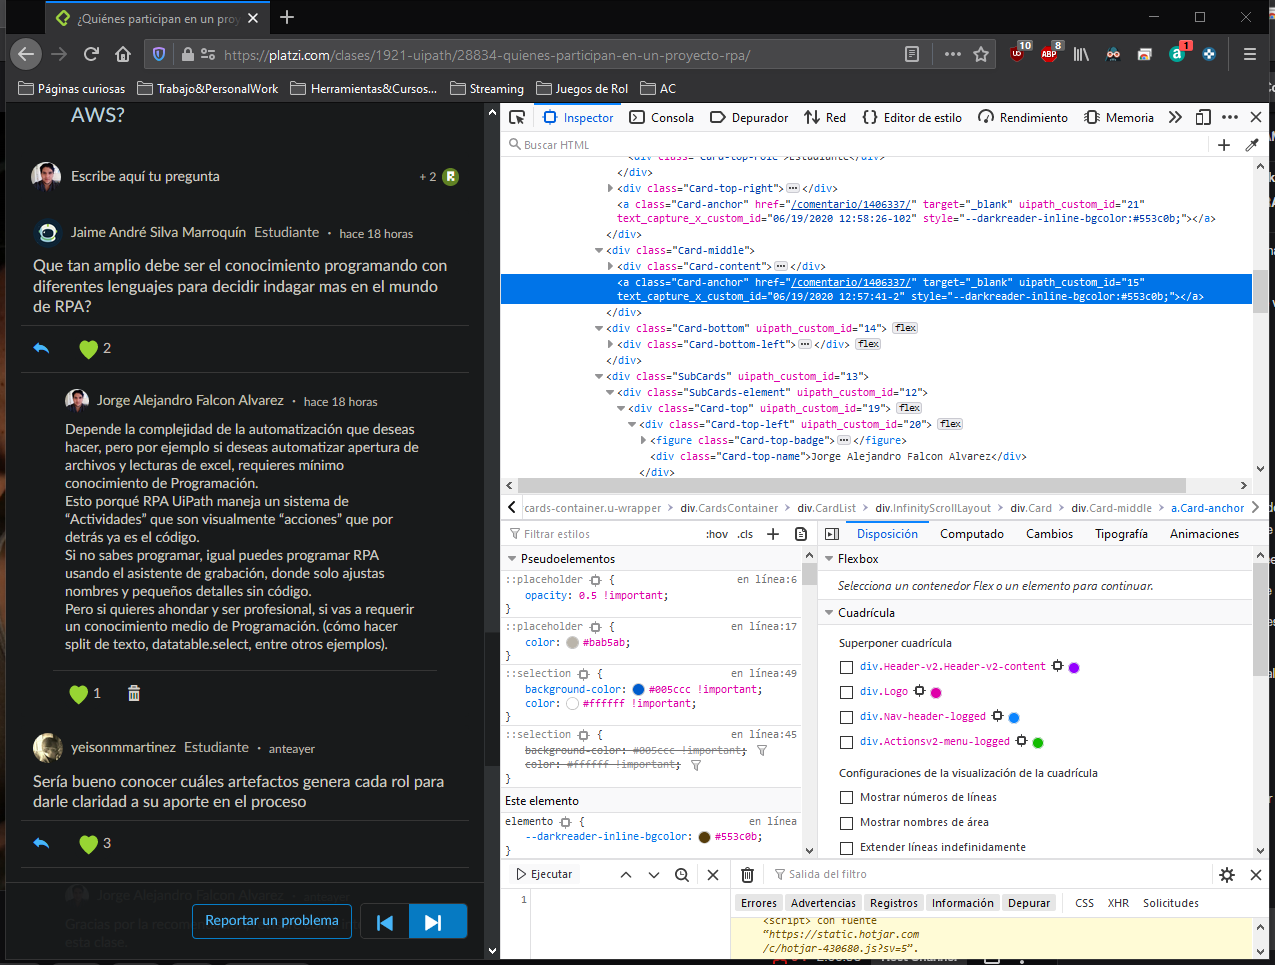 ¿Quiénes participan en un proy
https://platzi.com/clases/1921-uipath/28834-quienes-participan-en-un-proyecto-rpa/
10
8
1
Páginas curiosas
Trabajo&PersonalWork
Herramientas&Cursos...
Streaming
Juegos de Rol
AC
AWS?
Escribe aquí tu pregunta
+ 2
Jaime André Silva Marroquín Estudiante • hace 18 horas
Que tan amplio debe ser el conocimiento programando con
diferentes lenguajes para decidir indagar mas en el mundo
de RPA?
2
Jorge Alejandro Falcon Alvarez • hace 18 horas
Depende la complejidad de la automatización que deseas
hacer, pero por ejemplo si deseas automatizar apertura de
archivos y lecturas de excel, requieres mínimo
conocimiento de Programación.
Esto porqué RPA UiPath maneja un sistema de
“Actividades” que son visualmente “acciones” que por
detrás ya es el código.
Si no sabes programar, igual puedes programar RPA
usando el asistente de grabación, donde solo ajustas
nombres y pequeños detalles sin código.
Pero si quieres ahondar y ser profesional, si vas a requerir
un conocimiento medio de Programación. (cómo hacer
split de texto, datatable.select, entre otros ejemplos).
1
yeisonmmartinez Estudiante • anteayer
Sería bueno conocer cuáles artefactos genera cada rol para
darle claridad a su aporte en el proceso
3
Jorge Alejandro Falcon Alvarez • anteayer
Gracias por la
esta clase.
Reportar un problema
Inspector
Consola
Depurador
Red
Editor de estilo
Rendimiento
Memoria
Buscar HTML
<div class="Card-top-role">Estudiante</div>
</div>
<div class="Card-top-right">⋯</div>
<a class="Card-anchor" href="/comentario/1406337/" target="_blank" uipath_custom_id="21"
text_capture_x_custom_id="06/19/2020 12:58:26-102" style="--darkreader-inline-bgcolor:#553c0b;"></a>
</div>
<div class="Card-middle">
<div class="Card-content">⋯</div>
<a class="Card-anchor" href="/comentario/1406337/" target="_blank" uipath_custom_id="15"
text_capture_x_custom_id="06/19/2020 12:57:41-2" style="--darkreader-inline-bgcolor:#553c0b;"></a>
</div>
<div class="Card-bottom" uipath_custom_id="14"> flex
<div class="Card-bottom-left">⋯</div> flex
</div>
<div class="SubCards" uipath_custom_id="13">
<div class="SubCards-element" uipath_custom_id="12">
<div class="Card-top" uipath_custom_id="19"> flex
<div class="Card-top-left" uipath_custom_id="20"> flex
<figure class="Card-top-badge">⋯</figure>
<div class="Card-top-name">Jorge Alejandro Falcon Alvarez</div>
</div>
cards-container.u-wrapper > div.CardsContainer > div.CardList > div.InfinityScrollLayout > div.Card > div.Card-middle > a.Card-anchor
Filtrar estilos
:hov .cls
Pseudoelementos
::placeholder { en línea:6
opacity: 0.5 !important;
}
::placeholder { en línea:17
color: #bab5ab;
}
::selection { en línea:49
background-color: #005ccc !important;
color: #ffffff !important;
}
::selection { en línea:45
background-color: #005ccc !important;
color: #ffffff !important;
}
Este elemento
elemento { en línea
--darkreader-inline-bgcolor: #553c0b;
}
Disposición
Computado
Cambios
Tipografía
Animaciones
Flexbox
Selecciona un contenedor Flex o un elemento para continuar.
Cuadrícula
Superponer cuadrícula
div.Header-v2.Header-v2-content
div.Logo
div.Nav-header-logged
div.Actionsv2-menu-logged
Configuraciones de la visualización de la cuadrícula
Mostrar números de líneas
Mostrar nombres de área
Extender líneas indefinidamente
Ejecutar
1
Salida del filtro
Errores
Advertencias
Registros
Información
Depurar
CSS
XHR
Solicitudes
<script> con fuente
“https://static.hotjar.com
/c/hotjar-430680.js?sv=5”.